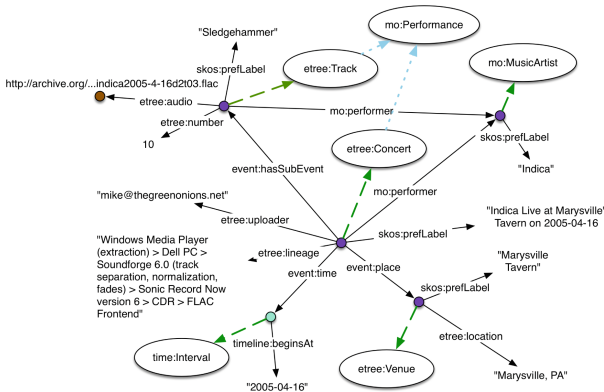 mo:Performance
"Sledgehammer"
etree:Track
mo:MusicArtist
skos:prefLabel
http://archive.org/...indica2005-4-16d2t03.flac
etree:audio
mo:performer
etree:number
skos:prefLabel
10
etree:Concert
"Indica"
event:hasSubEvent
mo:performer
"mike@thegreenonions.net"
etree:uploader
"Indica Live at Marysville'
Tavern on 2005-04-16
skos:prefLabel
"Windows Media Player
(extraction) > Dell PC >
Soundforge 6.0 (track
separation, normalization,
fades) > Sonic Record Now
version 6 > CDR > FLAC
Frontend"
etree:lineage
event:time
event:place
"Marysville
Tavern"
skos:prefLabel
etree:location
time:Interval
timeline:beginsAt
etree:Venue
"Marysville, PA"
"2005-04-16"